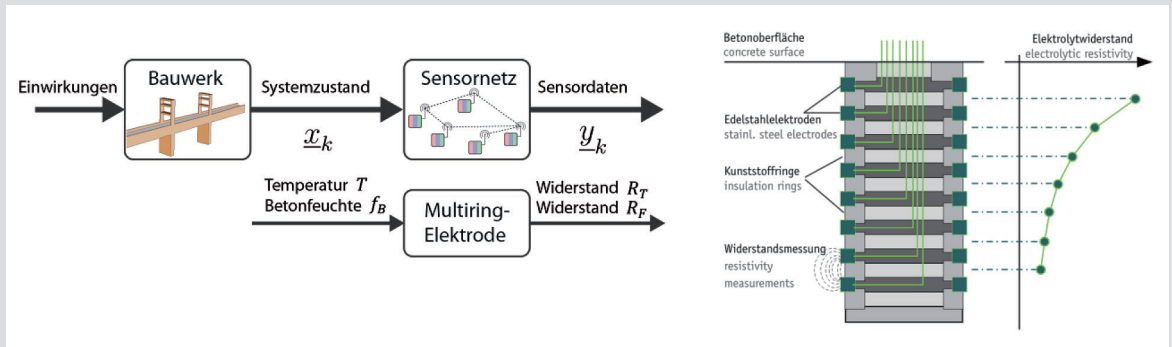 Einwirkungen
Bauwerk
Systemzustand
x_k
Sensornetz
Sensordaten
y_k
Temperatur T
Betonfeuchte f_B
Multiring-
Elektrode
Widerstand R_T
Widerstand R_F
Betonoberfläche
concrete surface
Edelstahlelektroden
stainl. steel electrodes
Kunststoffringe
insulation rings
Widerstandsmessung
resistivity
measurements
Elektrolytwiderstand
electrolytic resistivity